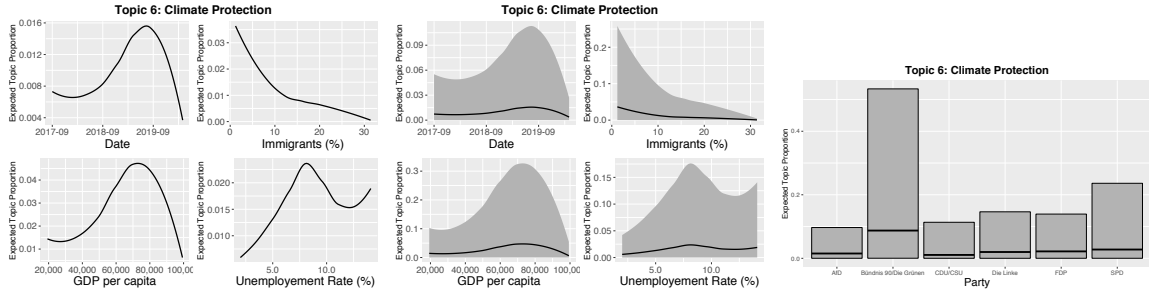 Topic 6: Climate Protection
Expected Topic Proportion
0.016
0.012
0.008
0.004
2017-09 2018-09 2019-09
Date
Expected Topic Proportion
0.03
0.02
0.01
0.00
0 10 20 30
Immigrants (%)
Expected Topic Proportion
0.04
0.03
0.02
0.01
20,000 40,000 60,000 80,000 100,00
GDP per capita
Expected Topic Proportion
0.020
0.015
0.010
5.0 10.0
Unemployement Rate (%)
Topic 6: Climate Protection
Expected Topic Proportion
0.09
0.06
0.03
0.00
2017-09 2018-09 2019-09
Date
Expected Topic Proportion
0.2
0.1
0.0
0 10 20 30
Immigrants (%)
Expected Topic Proportion
0.3
0.2
0.1
0.0
20,000 40,000 60,000 80,000 100,00
GDP per capita
Expected Topic Proportion
0.15
0.10
0.05
0.00
5.0 10.0
Unemployement Rate (%)
Topic 6: Climate Protection
Expected Topic Proportion
0.4
0.2
0.0
AfD Bündnis 90/Die Grünen CDU/CSU Die Linke FDP SPD
Party